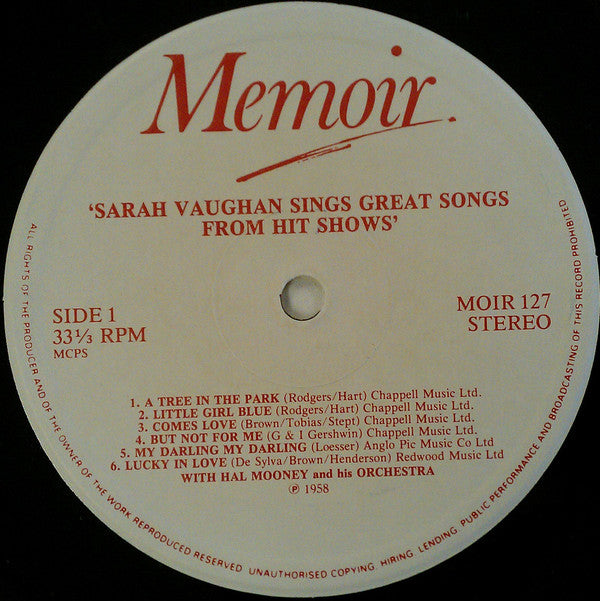 Memoir.
‘SARAH VAUGHAN SINGS GREAT SONGS
FROM HIT SHOWS’
SIDE 1
33⅓ RPM
MCPS
MOIR 127
STEREO
1. A TREE IN THE PARK (Rodgers/Hart) Chappell Music Ltd.
2. LITTLE GIRL BLUE (Rodgers/Hart) Chappell Music Ltd.
3. COMES LOVE (Brown/Tobias/Stept) Chappell Music Ltd.
4. BUT NOT FOR ME (G & I Gershwin) Chappell Music Ltd.
5. MY DARLING MY DARLING (Loesser) Anglo Pic Music Co Ltd
6. LUCKY IN LOVE (De Sylva/Brown/Henderson) Redwood Music Ltd
WITH HAL MOONEY and his ORCHESTRA
℗ 1958
ALL RIGHTS OF THE PRODUCER AND OF THE OWNER OF THE WORK REPRODUCED RESERVED. UNAUTHORISED COPYING, HIRING, LENDING, PUBLIC PERFORMANCE AND BROADCASTING OF THIS RECORD PROHIBITED